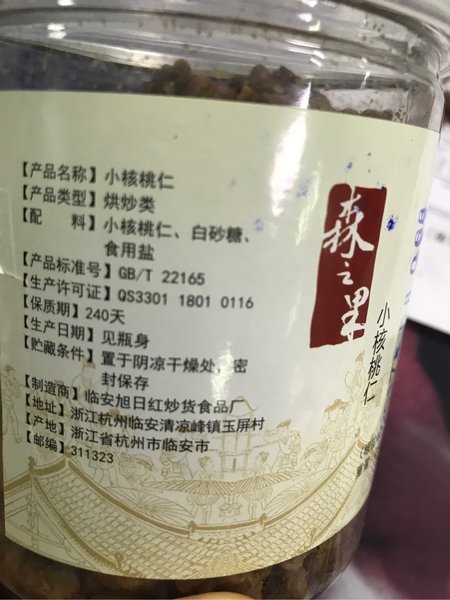 【产品名称】小核桃仁
【产品类型】烘炒类
【配 料】小核桃仁、白砂糖、
食用盐
【产品标准号】GB/T 22165
【生产许可证】QS3301 1801 0116
【保质期】240天
【生产日期】见瓶身
【贮藏条件】置于阴凉干燥处，密
封保存
【制造商】临安旭日红炒货食品厂
【地址】浙江杭州临安清凉峰镇玉屏村
【产地】浙江省杭州市临安市
【邮编】311323
森之果
小核桃仁